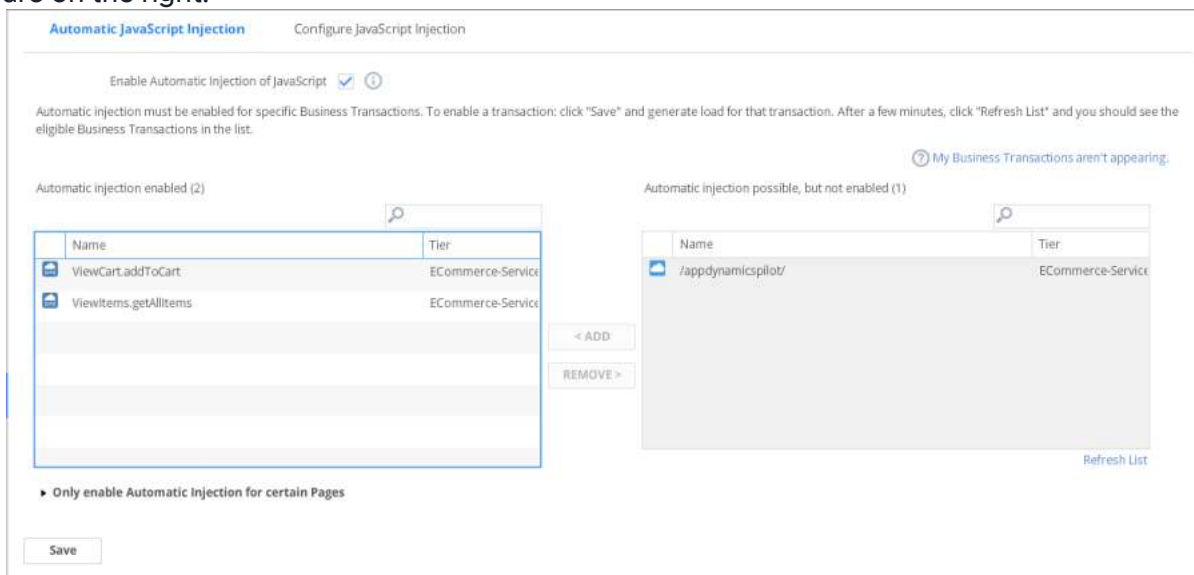 are on the right.
Automatic JavaScript Injection
Configure JavaScript Injection
Enable Automatic Injection of JavaScript
Automatic injection must be enabled for specific Business Transactions. To enable a transaction: click "Save" and generate load for that transaction. After a few minutes, click "Refresh List" and you should see the
eligible Business Transactions in the list.
My Business Transactions aren't appearing.
Automatic injection enabled (2)
Automatic injection possible, but not enabled (1)
Name Tier
ViewCart.addToCart ECommerce-Service
ViewItems.getAllItems ECommerce-Service
< ADD
REMOVE >
Name Tier
/appdynamicspilot/ ECommerce-Service
Refresh List
Only enable Automatic Injection for certain Pages
Save